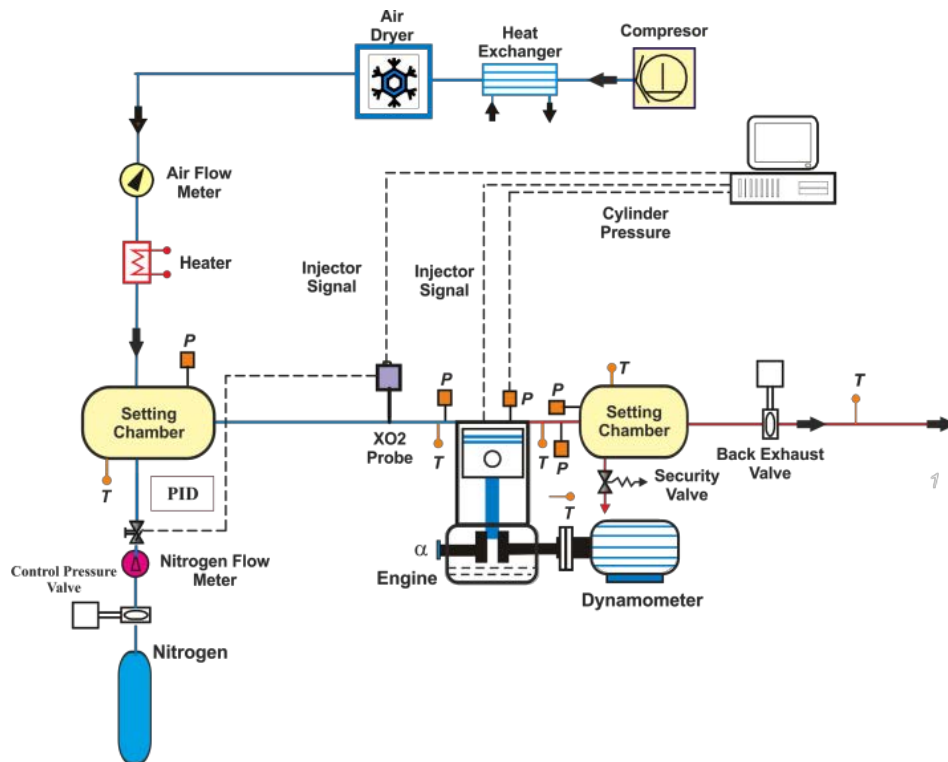 Air
Dryer
Heat
Exchanger
Compresor
Air Flow
Meter
Cylinder
Pressure
Heater
Injector
Signal
Injector
Signal
P
P
P
P
T
T
Setting
Chamber
XO2
Probe
T
T
P
Setting
Chamber
Back Exhaust
Valve
T
PID
Security
Valve
T
1
α
Engine
Nitrogen Flow
Meter
Control Pressure
Valve
Dynamometer
Nitrogen